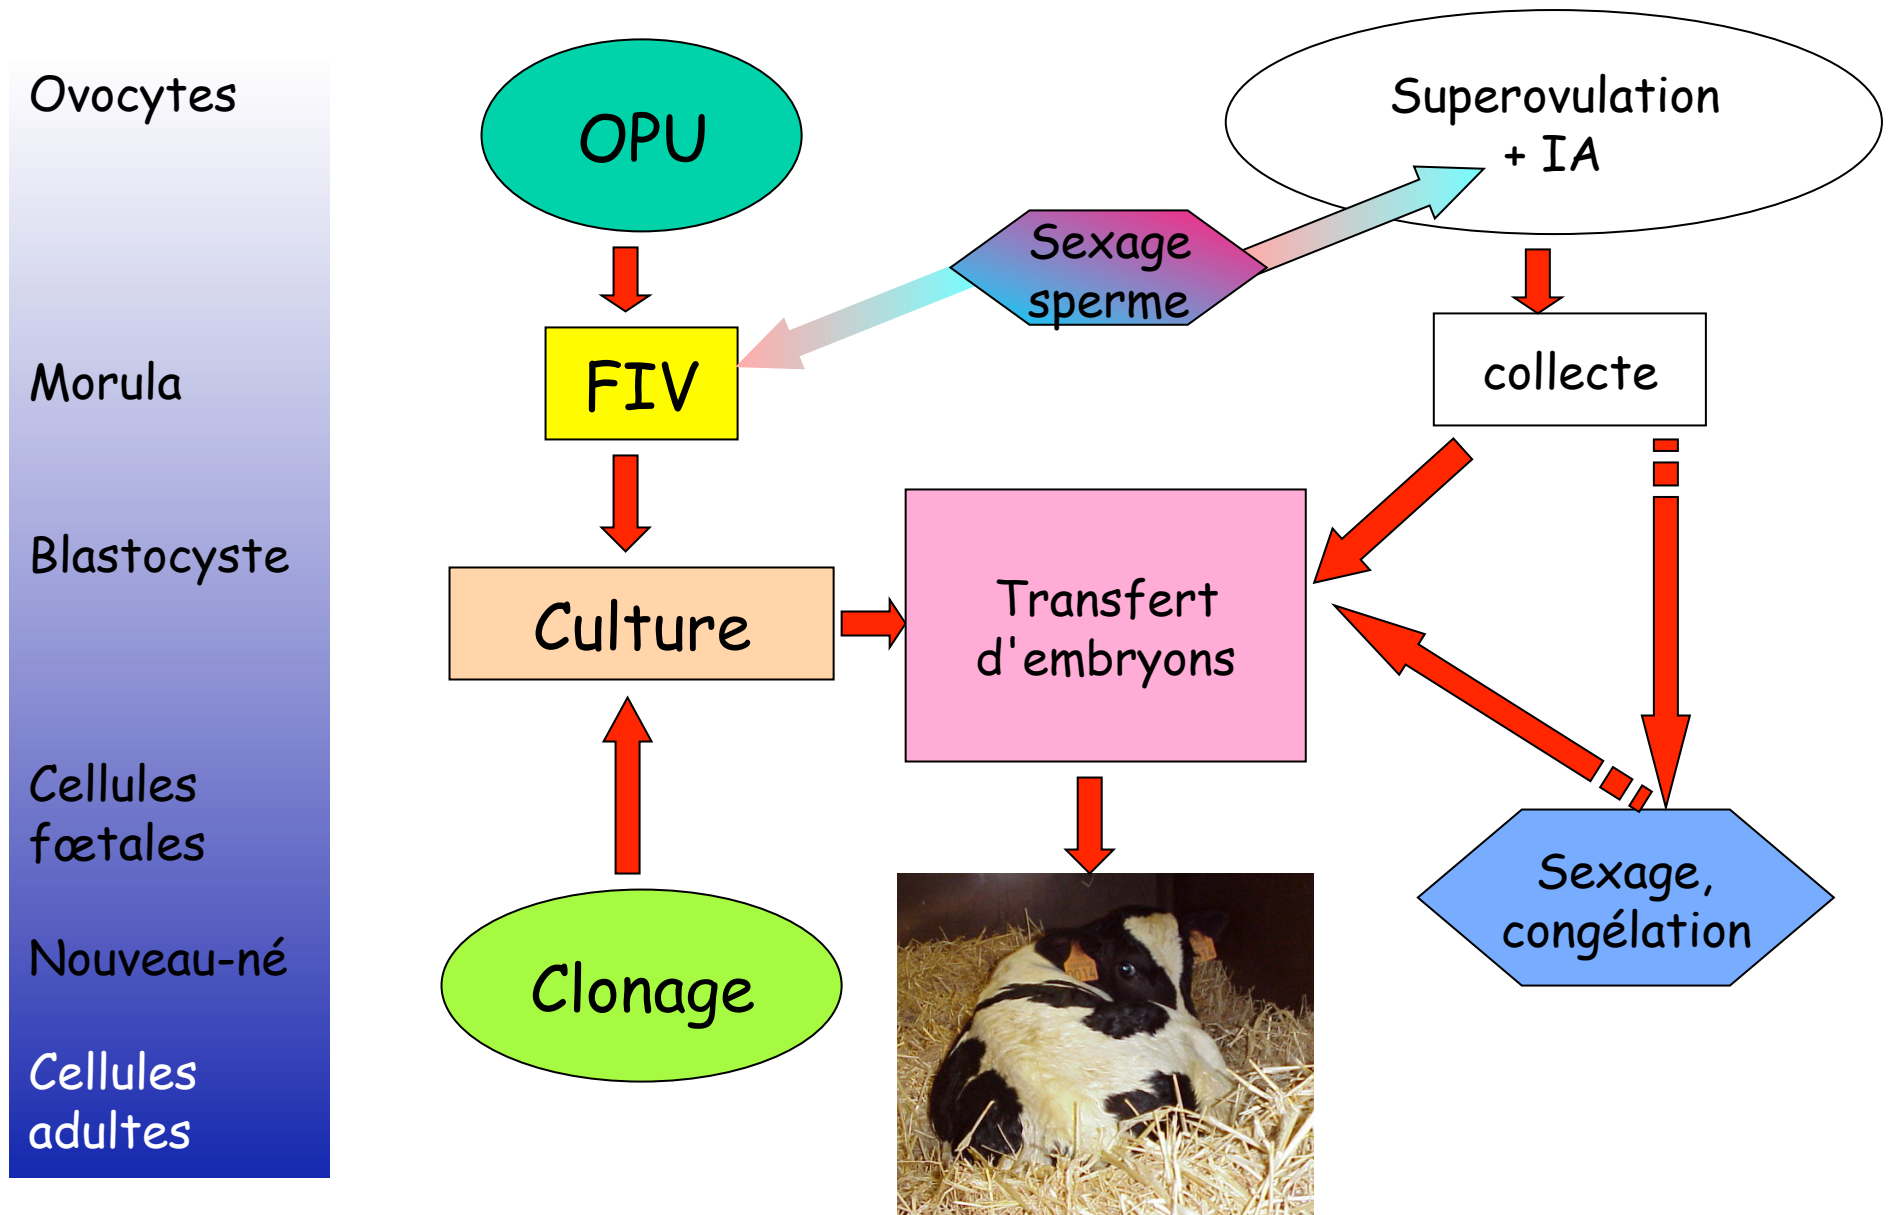 Ovocytes
Morula
Blastocyste
Cellules
fœtales
Nouveau-né
Cellules
adultes
OPU
FIV
Culture
Clonage
Sexage
sperme
Transfert
d'embryons
Superovulation
+ IA
collecte
Sexage,
congélation